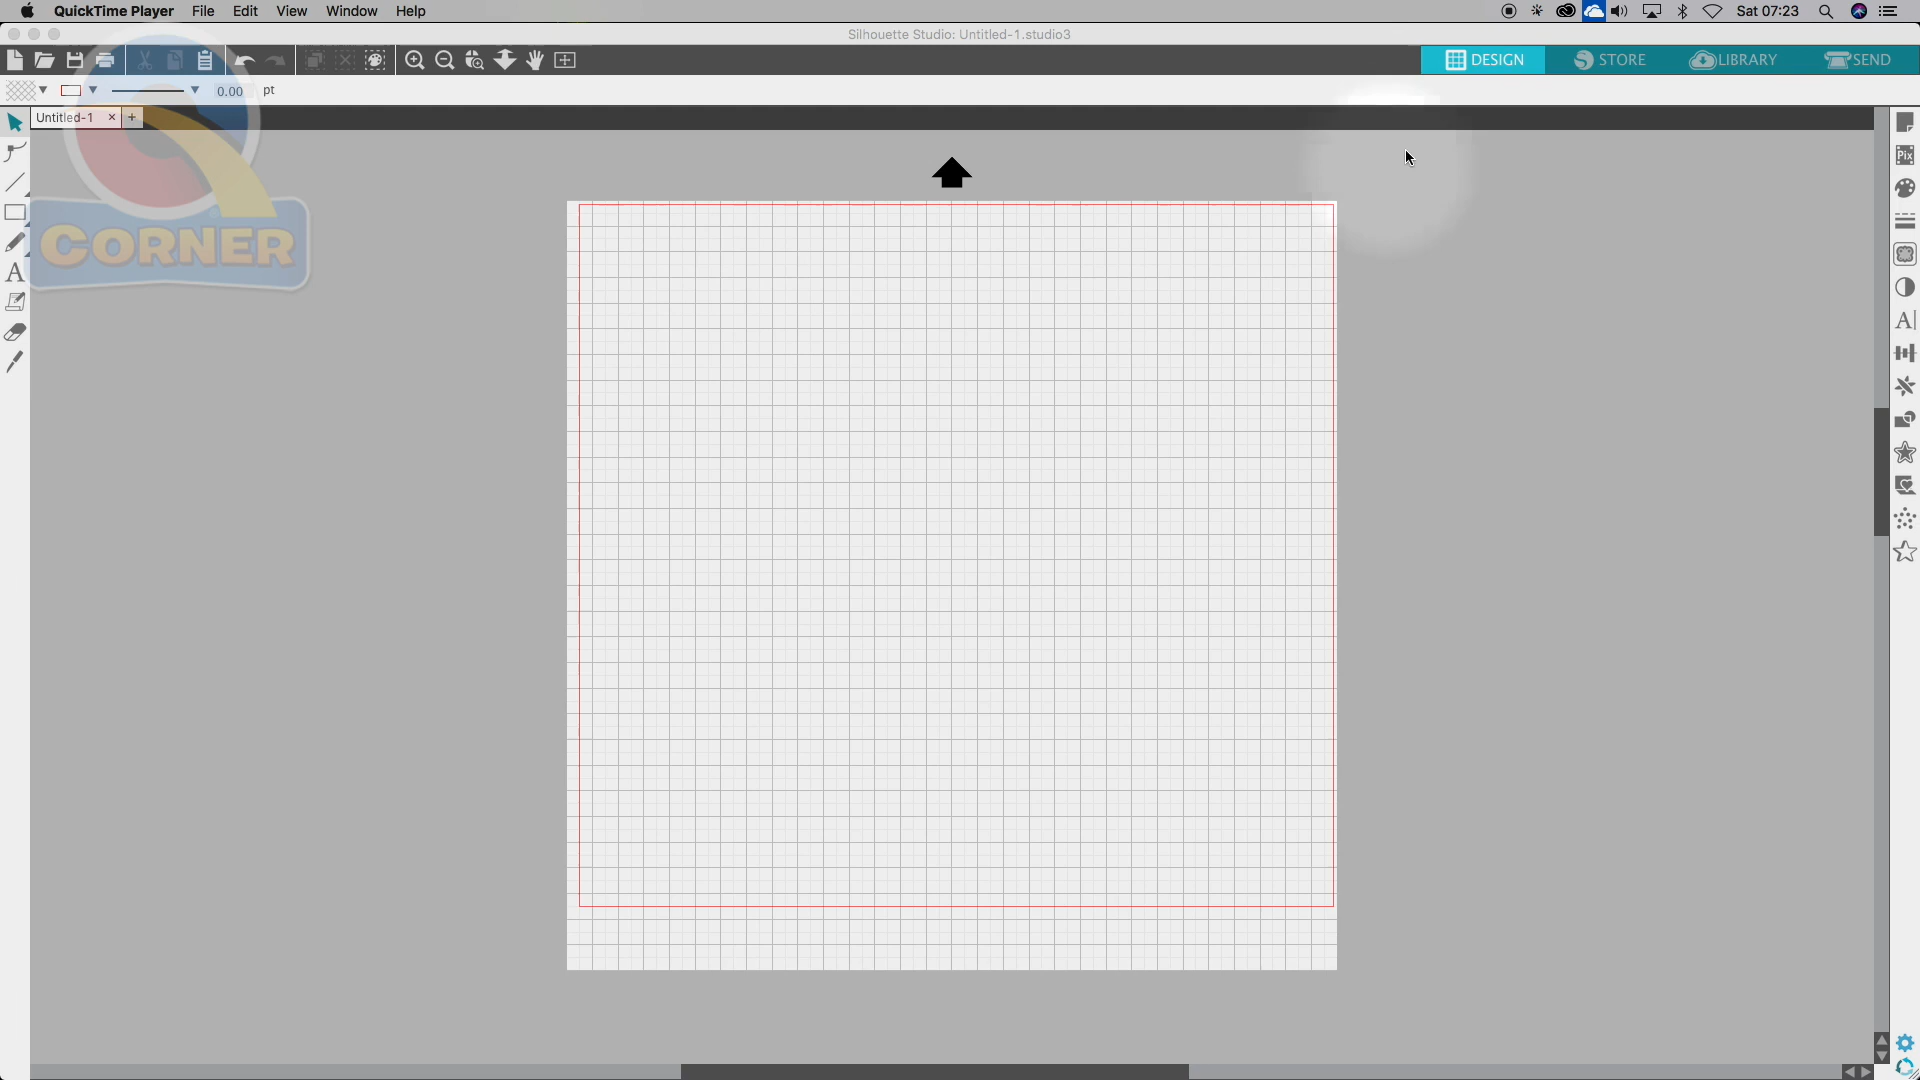 QuickTime Player File Edit View Window Help Sat 07:23
Silhouette Studio: Untitled-1.studio3
DESIGN STORE LIBRARY SEND
0.00 pt
Untitled-1 × +
CORNER
A
Pix
A